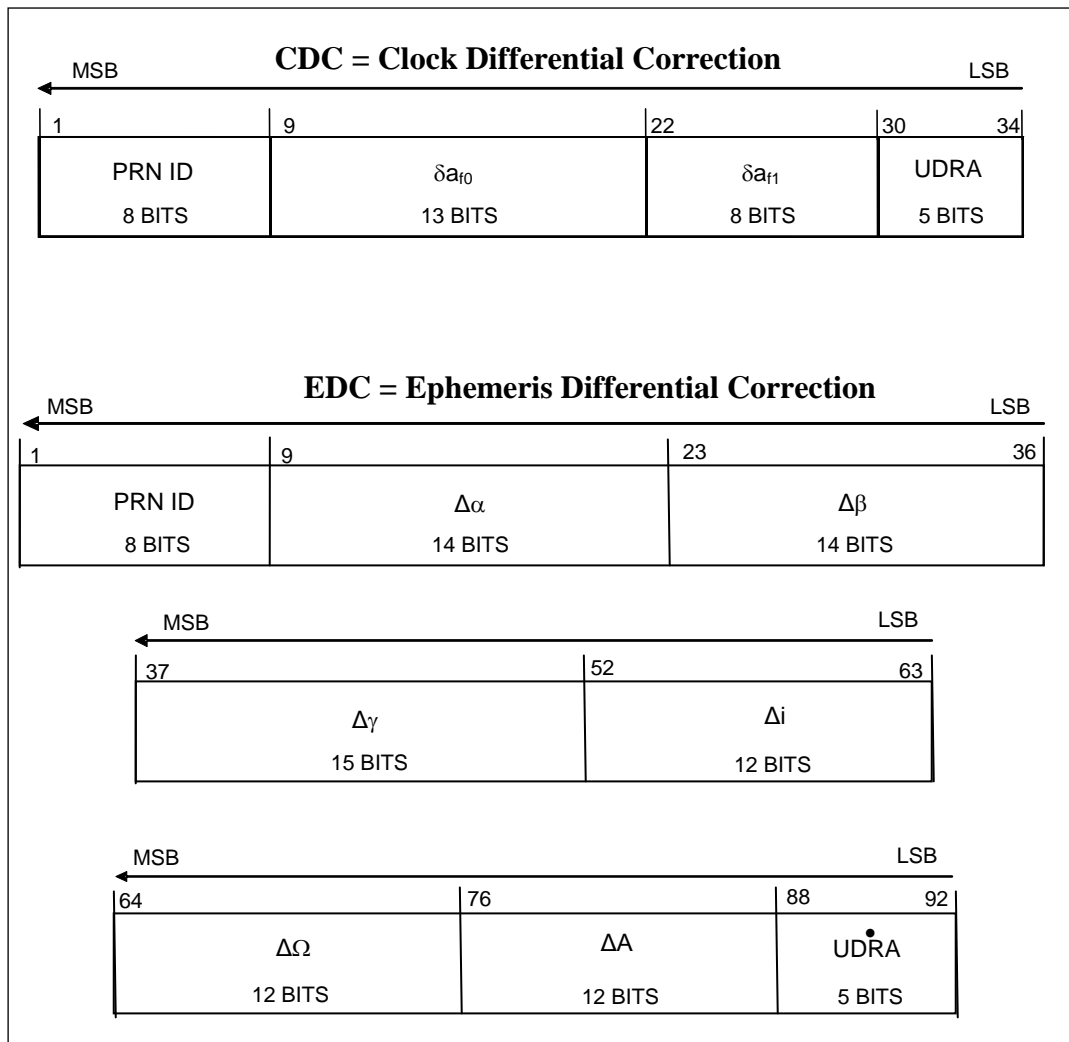 CDC = Clock Differential Correction
MSB LSB
1 9 22 30 34
PRN ID δa_f0 δa_f1 UDRA
8 BITS 13 BITS 8 BITS 5 BITS
EDC = Ephemeris Differential Correction
MSB LSB
1 9 23 36
PRN ID Δα Δβ
8 BITS 14 BITS 14 BITS
MSB LSB
37 52 63
Δγ Δi
15 BITS 12 BITS
MSB LSB
64 76 88 92
ΔΩ ΔA UDṘA
12 BITS 12 BITS 5 BITS